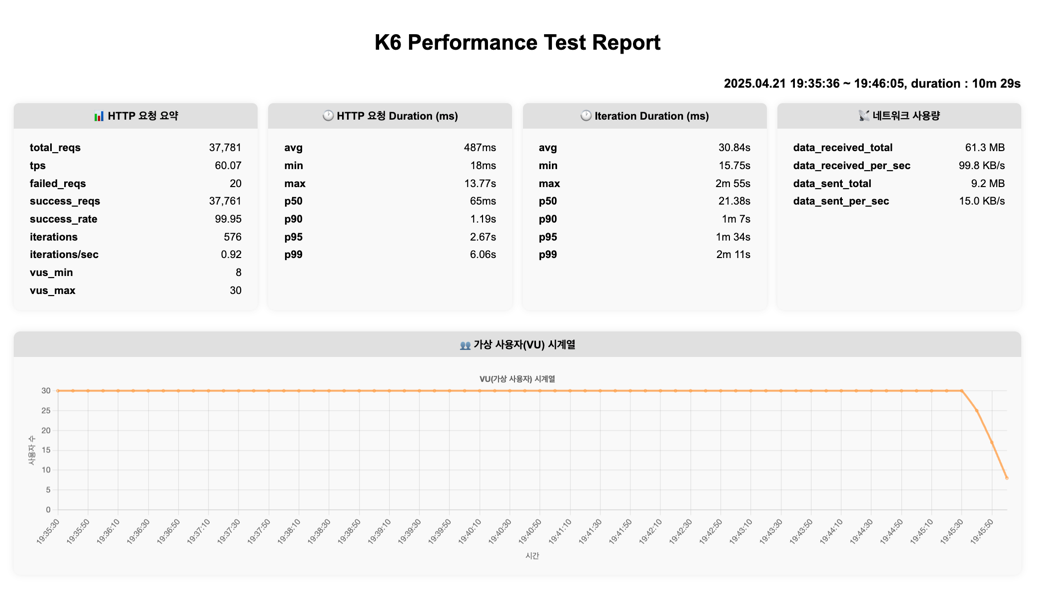 K6 Performance Test Report
2025.04.21 19:35:36 ~ 19:46:05, duration : 10m 29s
HTTP 요청 요약
total_reqs 37,781
tps 60.07
failed_reqs 20
success_reqs 37,761
success_rate 99.95
iterations 576
iterations/sec 0.92
vus_min 8
vus_max 30
HTTP 요청 Duration (ms)
avg 487ms
min 18ms
max 13.77s
p50 65ms
p90 1.19s
p95 2.67s
p99 6.06s
Iteration Duration (ms)
avg 30.84s
min 15.75s
max 2m 55s
p50 21.38s
p90 1m 7s
p95 1m 34s
p99 2m 11s
네트워크 사용량
data_received_total 61.3 MB
data_received_per_sec 99.8 KB/s
data_sent_total 9.2 MB
data_sent_per_sec 15.0 KB/s
가상 사용자(VU) 시계열
VU(가상 사용자) 시계열
사용자 수
30
25
20
15
10
5
0
19:35:30
19:35:50
19:36:10
19:36:30
19:36:50
19:37:10
19:37:30
19:37:50
19:38:10
19:38:30
19:38:50
19:39:10
19:39:30
19:39:50
19:40:10
19:40:30
19:40:50
19:41:10
19:41:30
19:41:50
19:42:10
19:42:30
19:42:50
19:43:10
19:43:30
19:43:50
19:44:10
19:44:30
19:44:50
19:45:10
19:45:30
19:45:50
시간